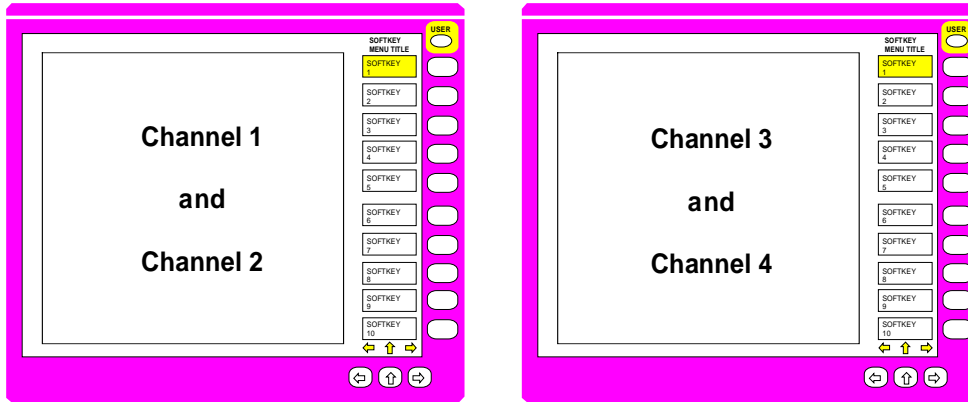 USER
SOFTKEY
MENU TITLE
SOFTKEY
1
SOFTKEY
2
SOFTKEY
3
SOFTKEY
4
SOFTKEY
5
SOFTKEY
6
SOFTKEY
7
SOFTKEY
8
SOFTKEY
9
SOFTKEY
10
Channel 1
and
Channel 2
USER
SOFTKEY
MENU TITLE
SOFTKEY
1
SOFTKEY
2
SOFTKEY
3
SOFTKEY
4
SOFTKEY
5
SOFTKEY
6
SOFTKEY
7
SOFTKEY
8
SOFTKEY
9
SOFTKEY
10
Channel 3
and
Channel 4